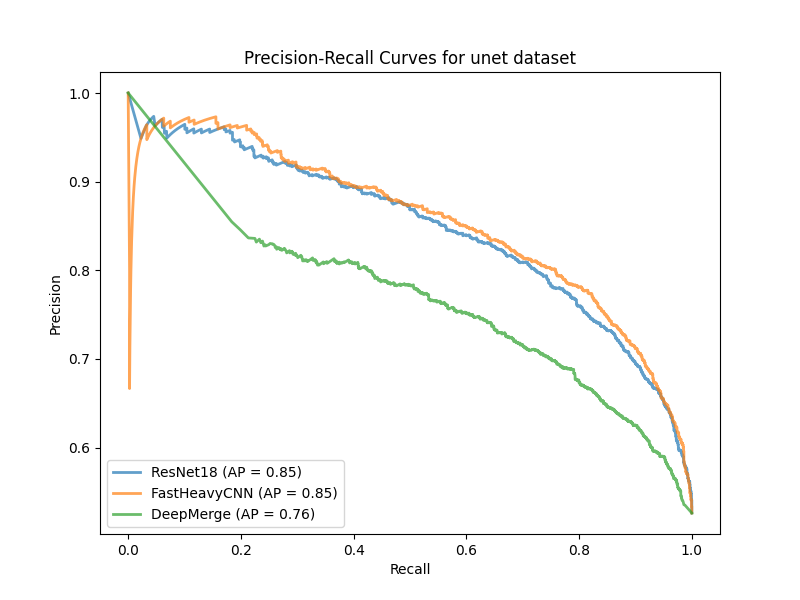 Precision-Recall Curves for unet dataset
1.0
0.9
0.8
0.7
0.6
Precision
ResNet18 (AP = 0.85)
FastHeavyCNN (AP = 0.85)
DeepMerge (AP = 0.76)
0.0 0.2 0.4 0.6 0.8 1.0
Recall